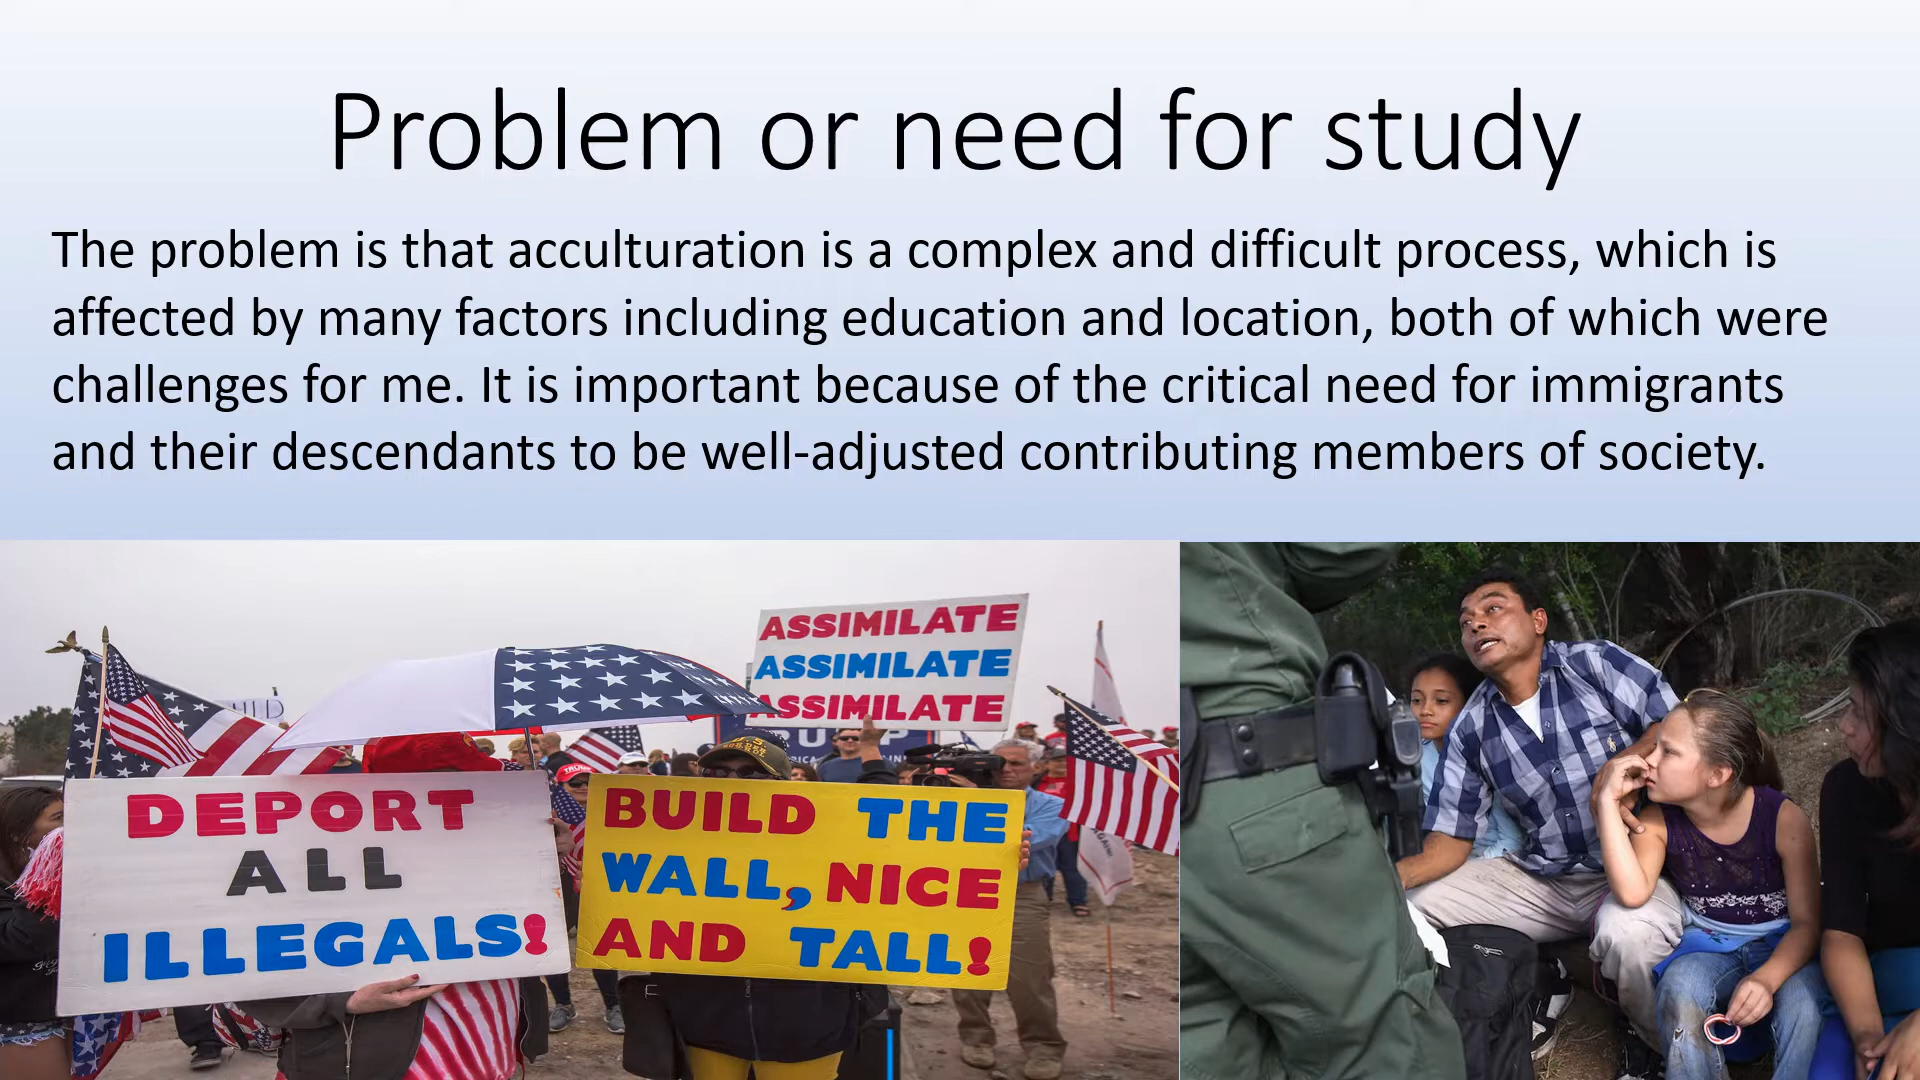 Problem or need for study
The problem is that acculturation is a complex and difficult process, which is
affected by many factors including education and location, both of which were
challenges for me. It is important because of the critical need for immigrants
and their descendants to be well-adjusted contributing members of society.
ASSIMILATE
ASSIMILATE
ASSIMILATE
DEPORT
ALL
ILLEGALS!
BUILD THE
WALL, NICE
AND TALL!